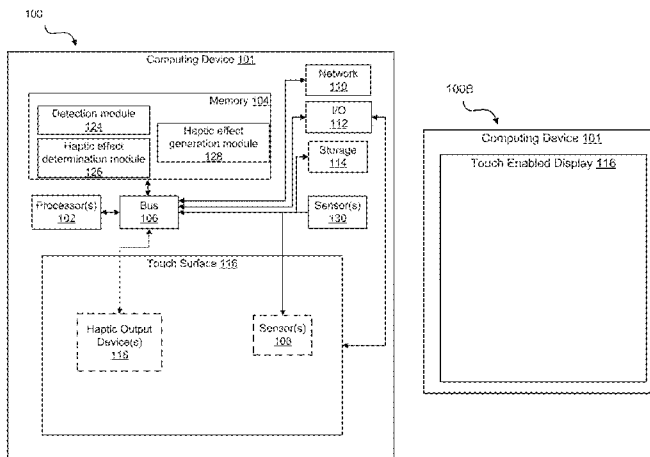 100
Computing Device 101
Memory 104
Detection module
124
Haptic effect
determination module
126
Haptic effect
generation module
128
Network
110
I/O
112
Storage
114
Processor(s)
102
Bus
106
Sensor(s)
130
Touch Surface 116
Haptic Output
Device(s)
118
Sensor(s)
108
100B
Computing Device 101
Touch Enabled Display 116